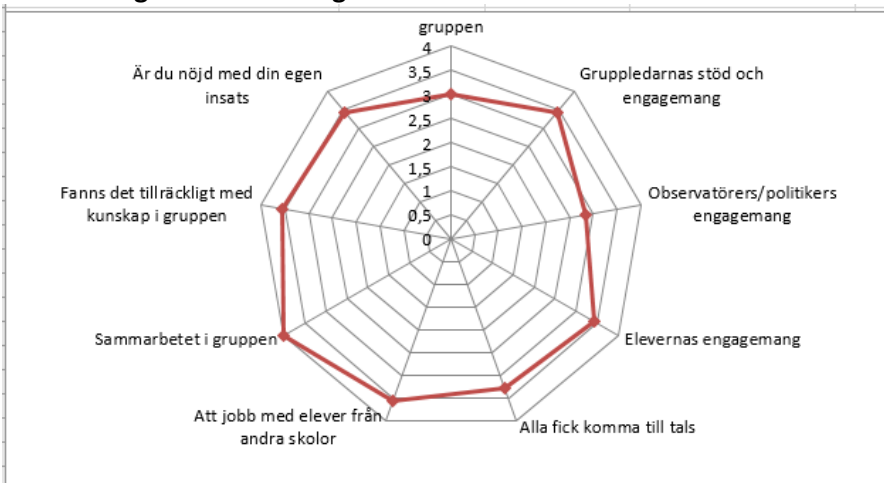 gruppen
4
3,5
3
2,5
2
1,5
1
0,5
0
Gruppledarnas stöd och
engagemang
Observatörers/politikers
engagemang
Elevernas engagemang
Alla fick komma till tals
Att jobb med elever från
andra skolor
Sammarbetet i gruppen
Fanns det tillräckligt med
kunskap i gruppen
Är du nöjd med din egen
insats